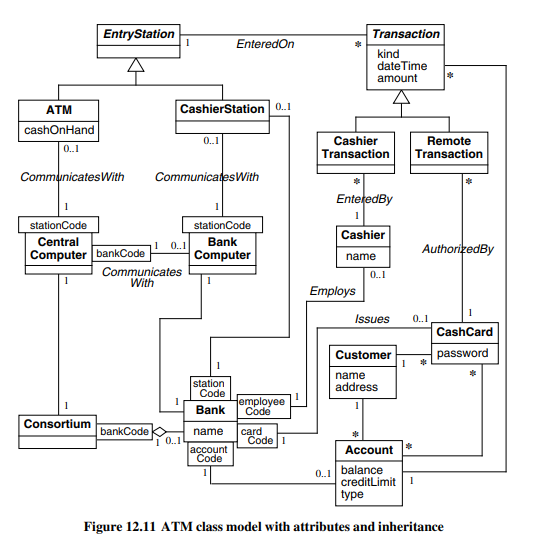 EntryStation
1
EnteredOn
*
Transaction
kind
dateTime
amount
*
ATM
cashOnHand
0..1
CashierStation
0..1
0..1
Cashier
Transaction
*
Remote
Transaction
*
CommunicatesWith
CommunicatesWith
EnteredBy
1
1
1
stationCode
Central
Computer
bankCode
1
0..1
stationCode
Bank
Computer
Communicates
With
Cashier
name
0..1
AuthorizedBy
1
1
Employs
Issues
0..1
1
CashCard
password
*
*
Customer
name
address
1
1
1
station
Code
1
1
Consortium
bankCode
1
0..1
Bank
name
employee
Code
1
card
Code
1
account
Code
1
*
Account
balance
creditLimit
type
*
0..1
1
Figure 12.11 ATM class model with attributes and inheritance